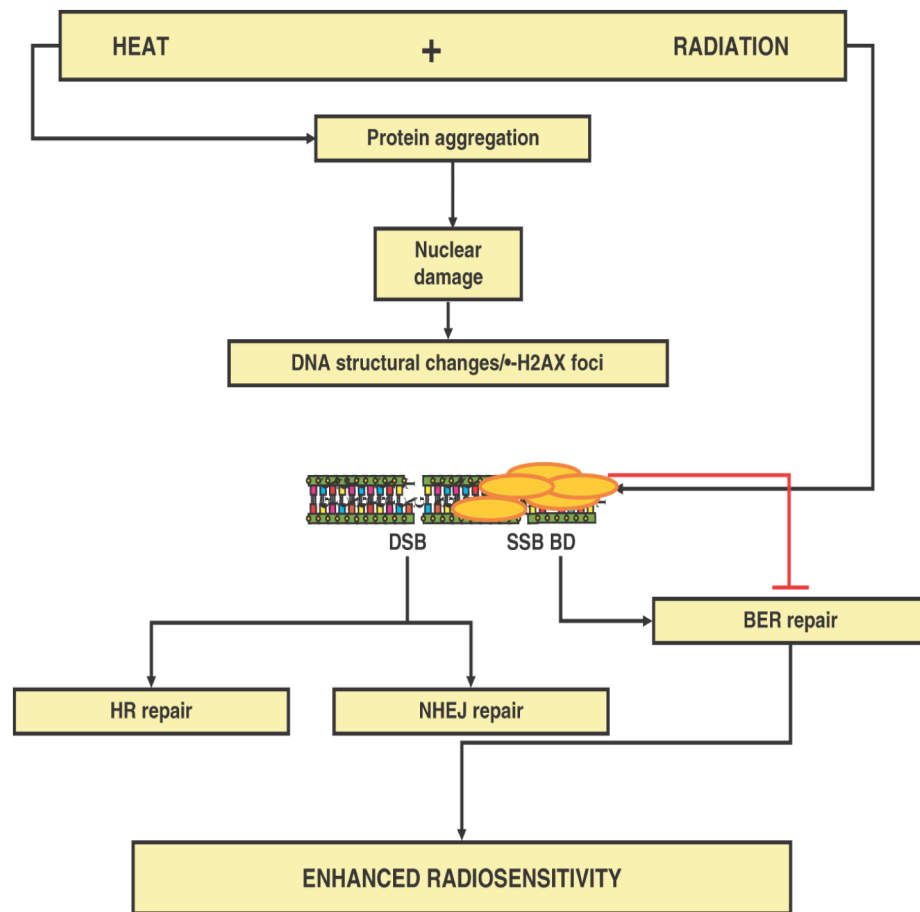 HEAT + RADIATION
Protein aggregation
Nuclear
damage
DNA structural changes/•-H2AX foci
DSB SSB BD
BER repair
HR repair NHEJ repair
ENHANCED RADIOSENSITIVITY